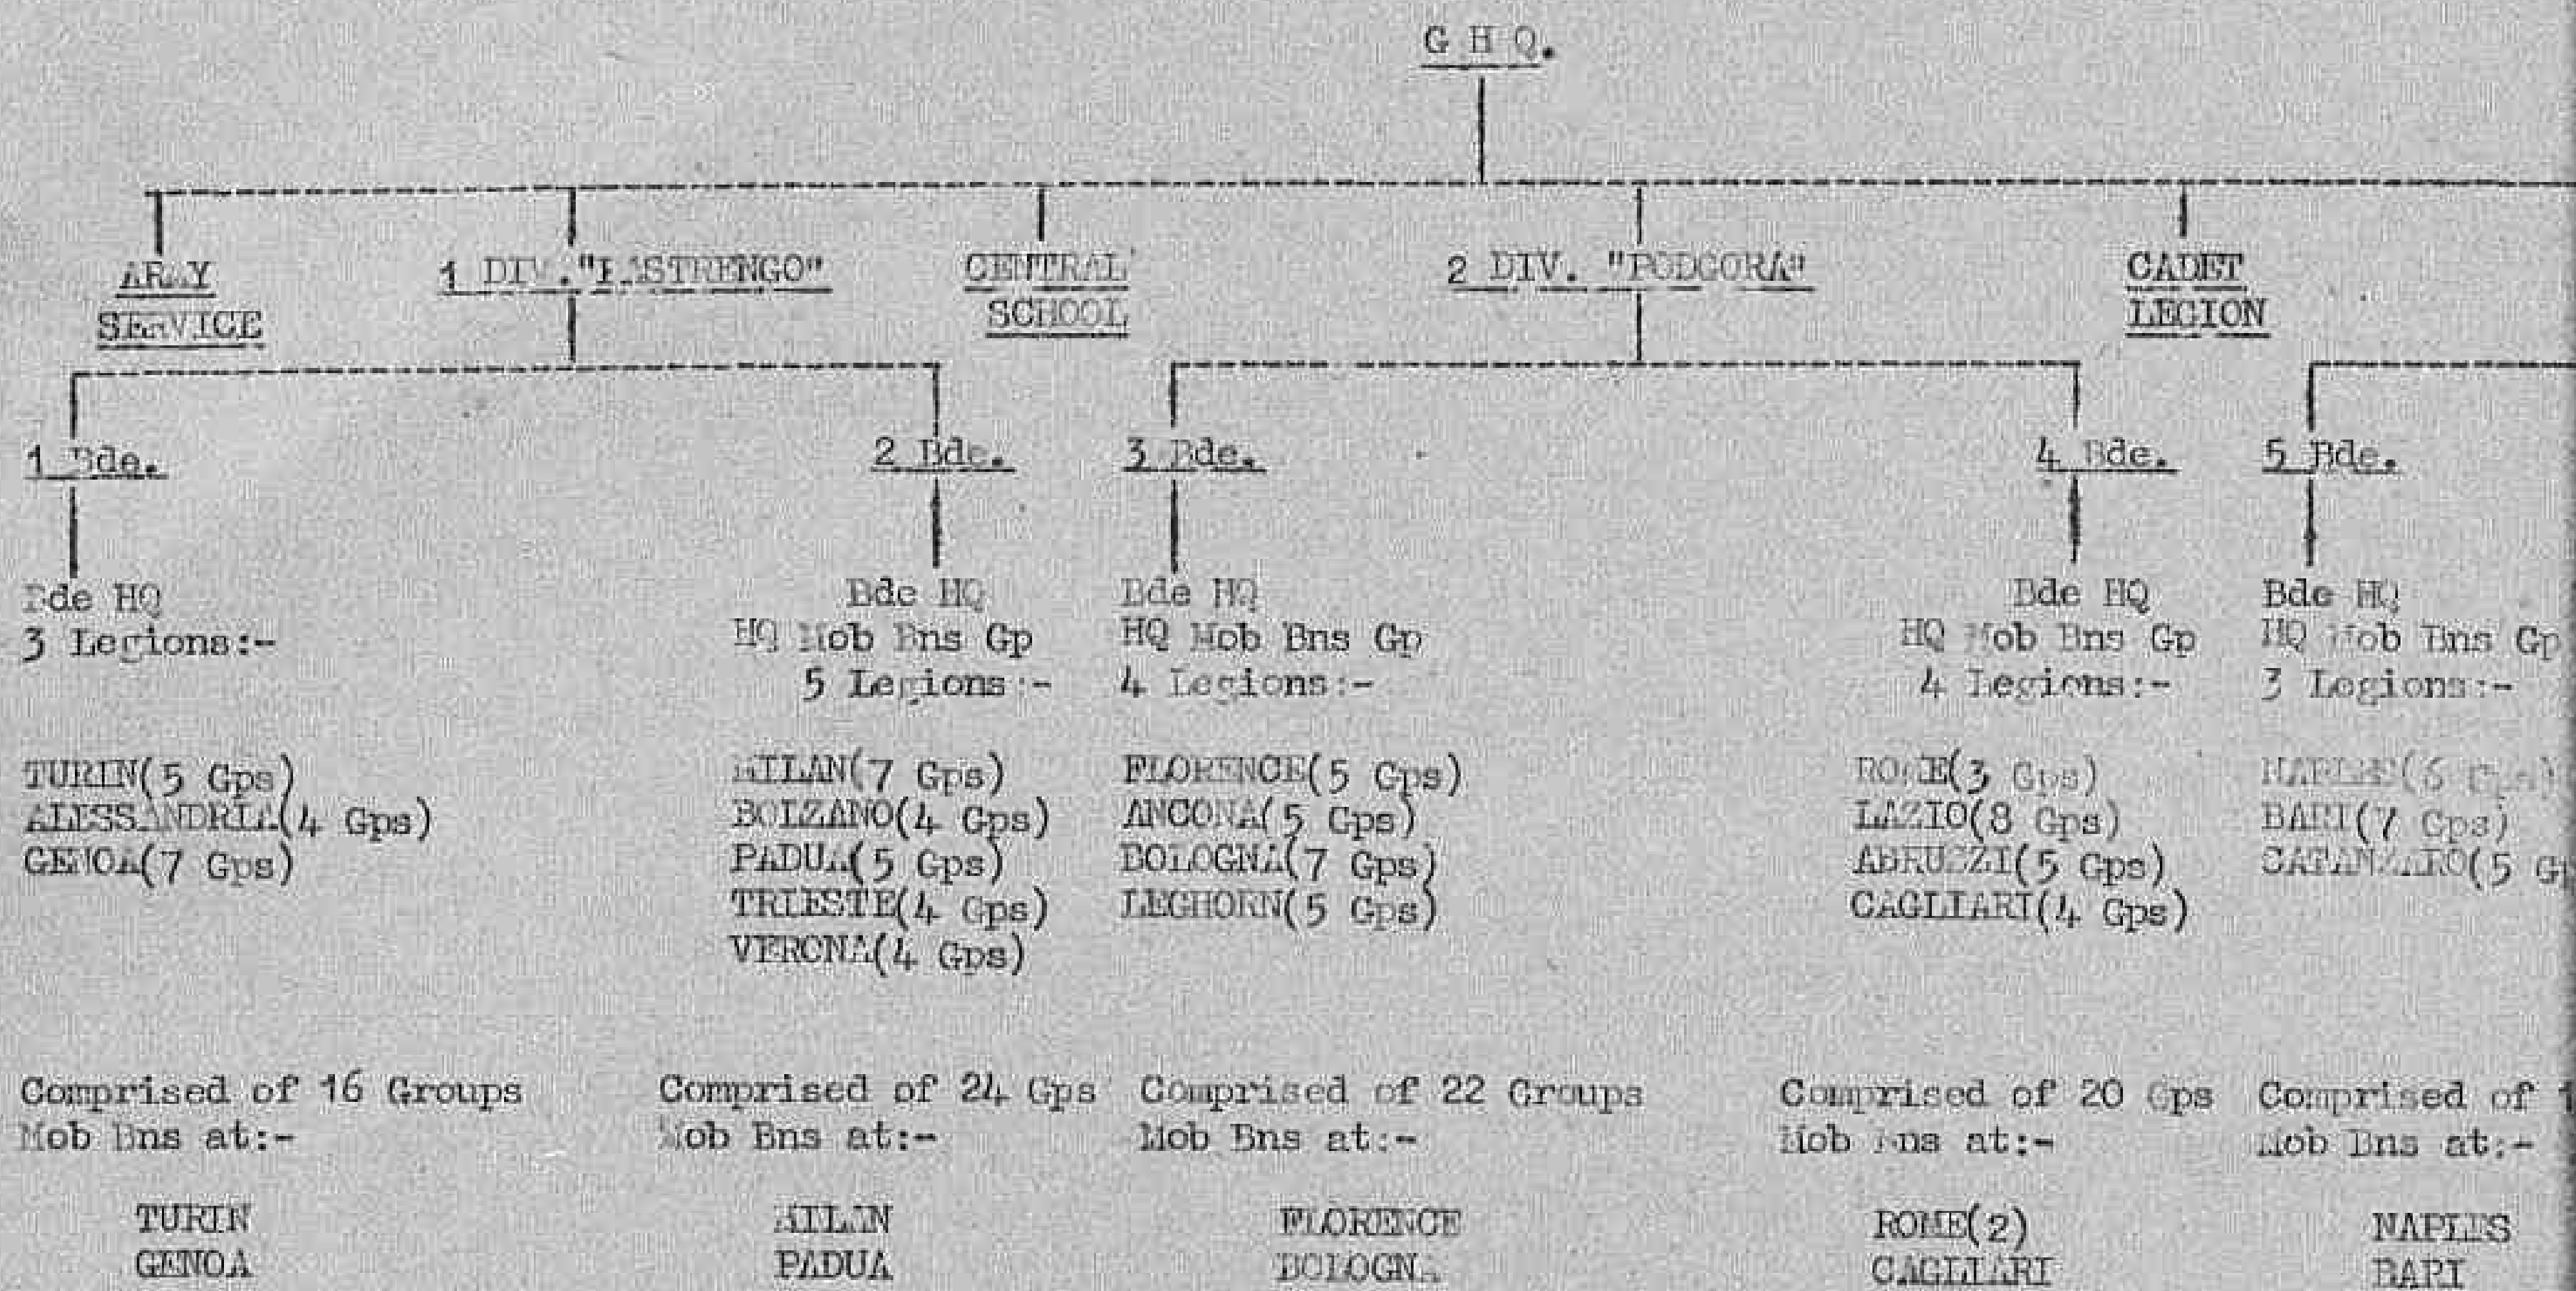 G H Q.
ARMY
SERVICE
1 DIV. "PASTRENGO"
CENTRAL
SCHOOL
2 DIV. "PODGORA"
CADET
LEGION
1 Bde.
2 Bde.
3 Bde.
4 Bde.
5 Bde.
Bde HQ
3 Legions:-
TURIN(5 Gps)
ALESSANDRIA(4 Gps)
GENOA(7 Gps)
Comprised of 16 Groups
Mob Bns at:-
TURIN
GENOA
Bde HQ
HQ Mob Bns Gp
5 Legions:-
MILAN(7 Gps)
BOLZANO(4 Gps)
PADUA(5 Gps)
TRIESTE(4 Gps)
VERONA(4 Gps)
Comprised of 24 Gps
Mob Bns at:-
MILAN
PADUA
Bde HQ
HQ Mob Bns Gp
4 Legions:-
FLORENCE(5 Gps)
ANCONA(5 Gps)
BOLOGNA(7 Gps)
LEGHORN(5 Gps)
Comprised of 22 Groups
Mob Bns at:-
FLORENCE
BOLOGNA
Bde HQ
HQ Mob Bns Gp
4 Legions:-
ROME(3 Gps)
LAZIO(8 Gps)
ABRUZZI(5 Gps)
CAGLIARI(4 Gps)
Comprised of 20 Gps
Mob Bns at:-
ROME(2)
CAGLIARI
Bde HQ
HQ Mob Bns Gp
3 Legions:-
NAPLES(6 Gps)
BARI(7 Gps)
CATANZARO(5
Comprised of
Mob Bns at:-
NAPLES
BARI